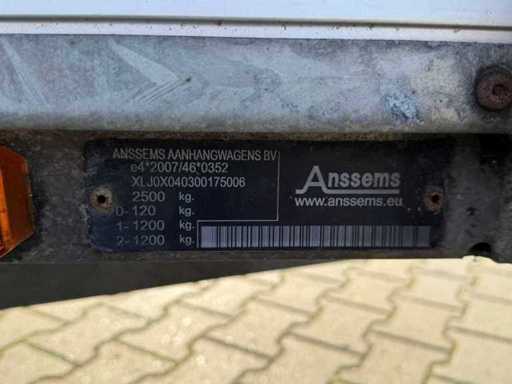 ANSSEMS AANHANGWAGENS BV
e4*2007/46*0352
XLJ0X040300175006
2500 kg.
0- 120 kg.
1- 1200 kg.
2- 1200 kg.
Anssems
www.anssems.eu